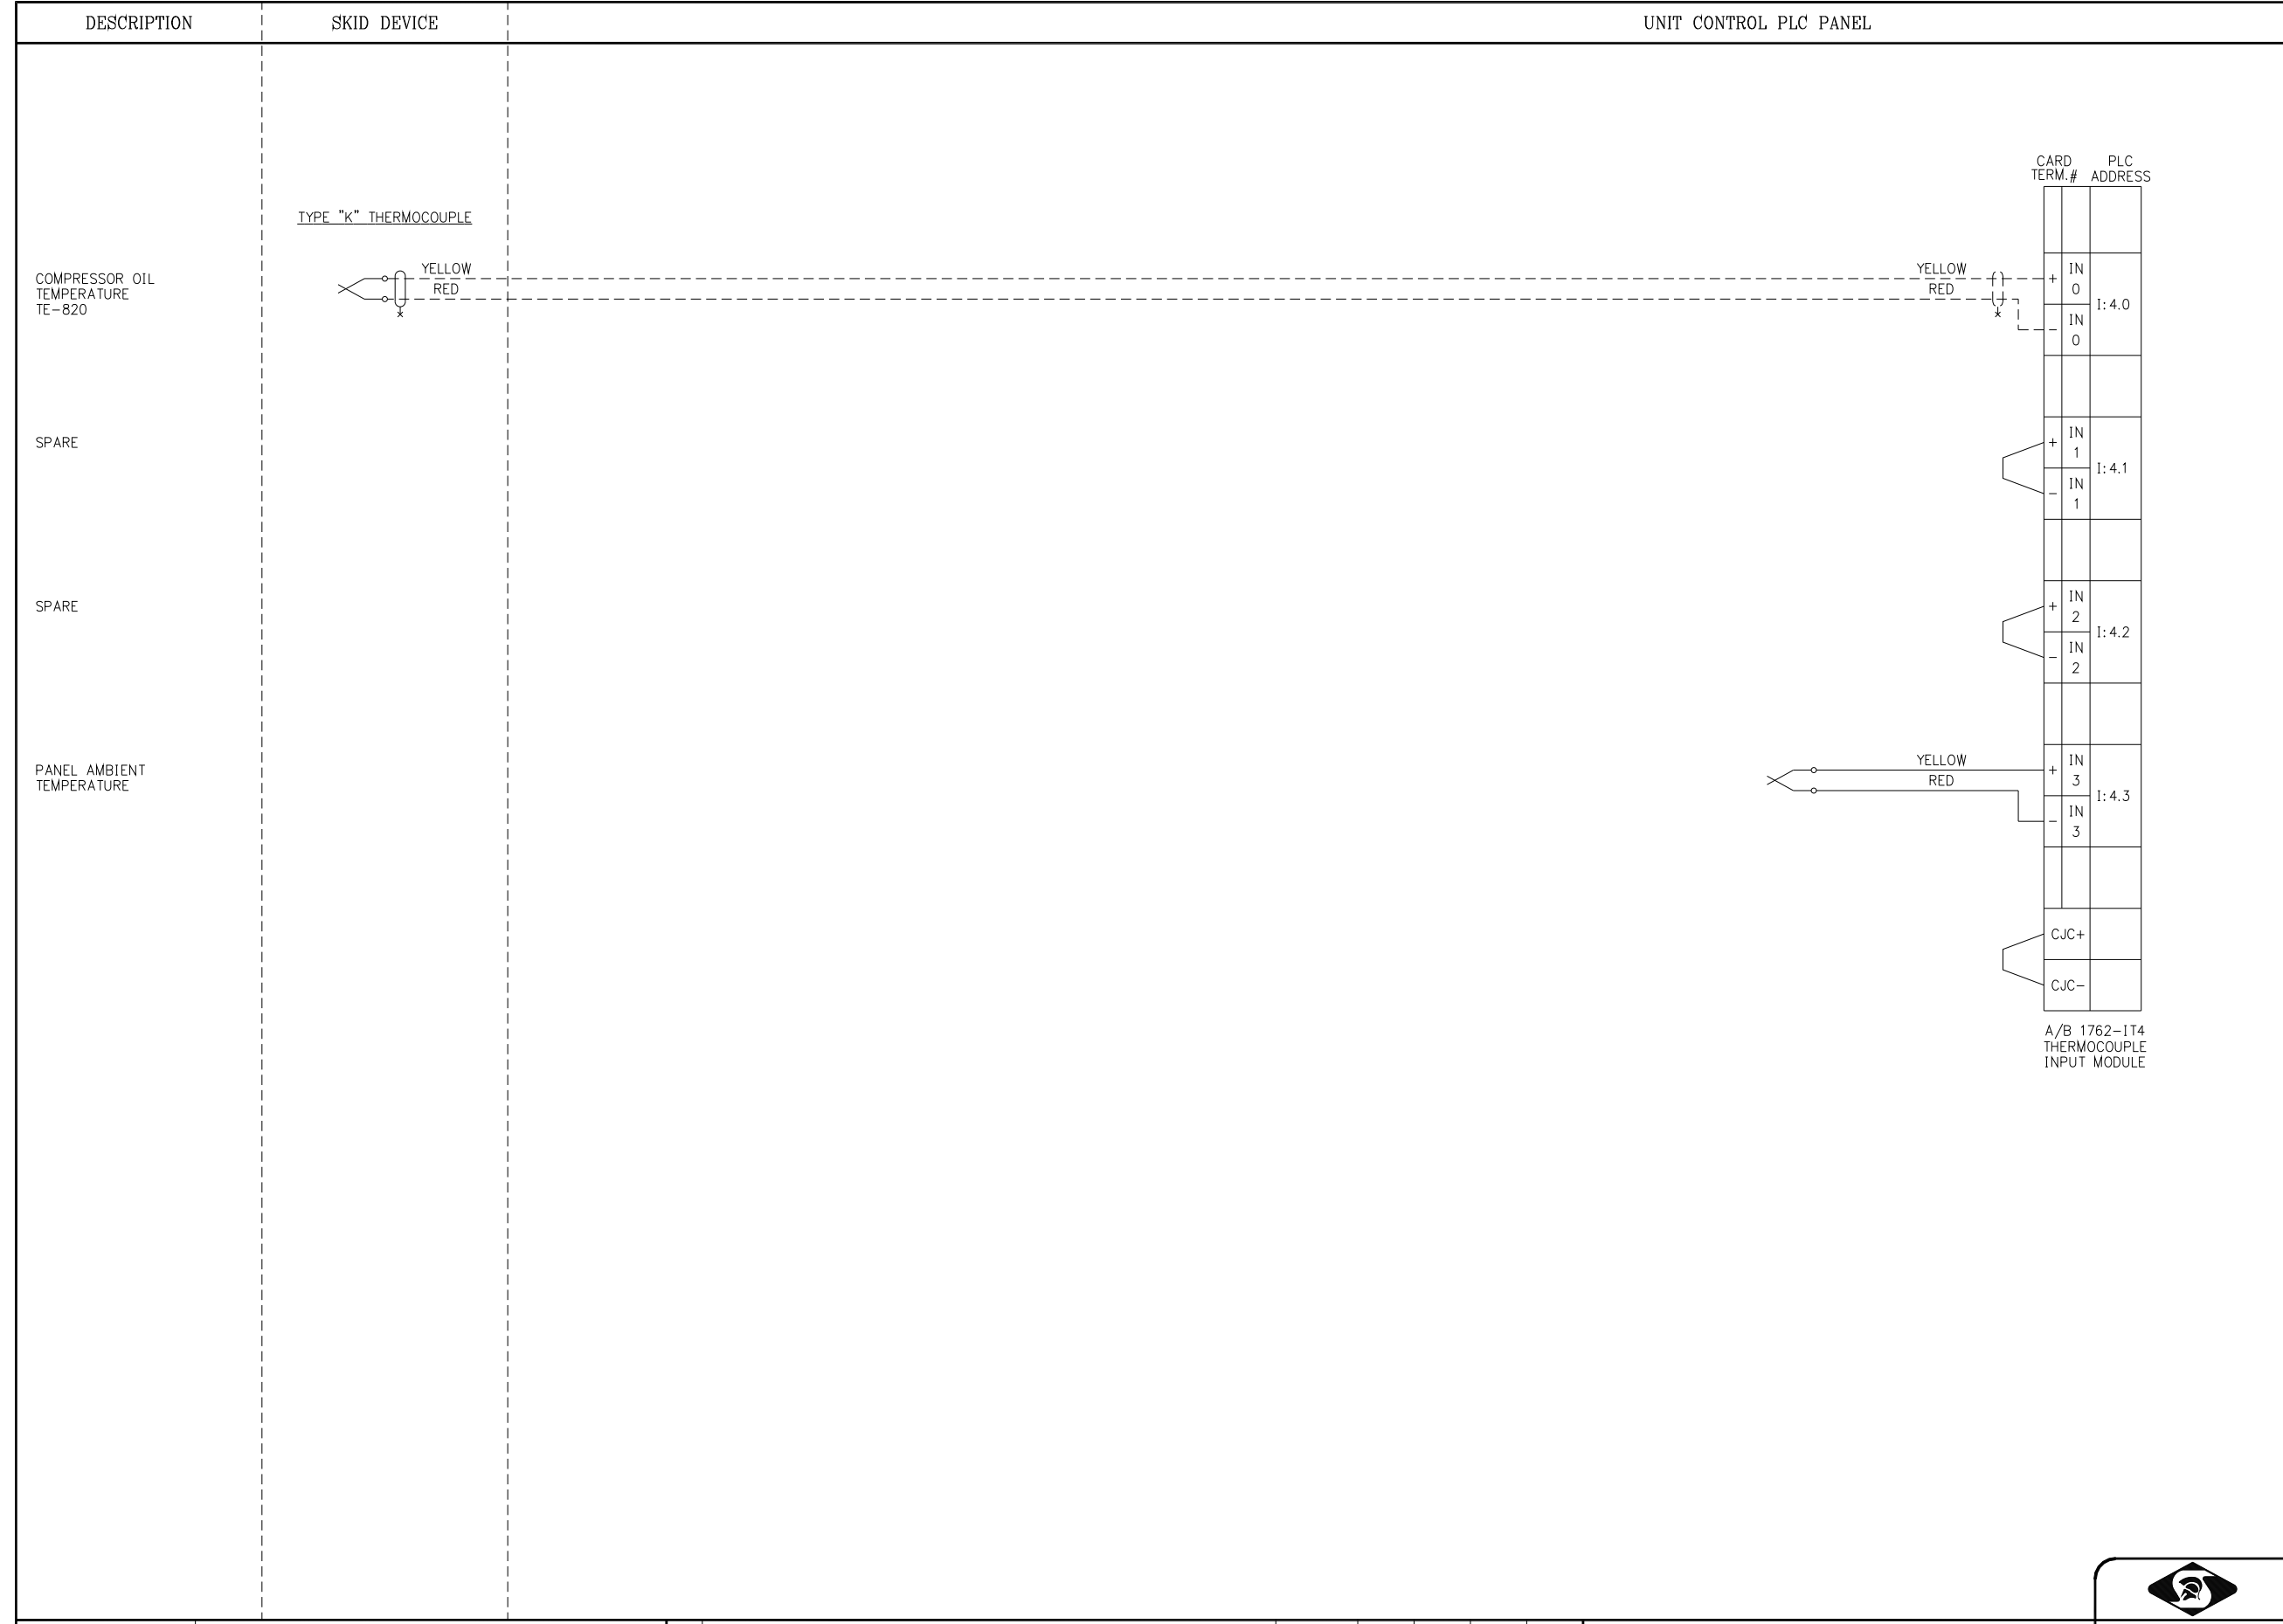 DESCRIPTION
SKID DEVICE
UNIT CONTROL PLC PANEL
CARD
TERM.#
PLC
ADDRESS
TYPE "K" THERMOCOUPLE
COMPRESSOR OIL
TEMPERATURE
TE-820
YELLOW
RED
YELLOW
RED
+
IN
0
I:4.0
-
IN
0
SPARE
+
IN
1
I:4.1
-
IN
1
SPARE
+
IN
2
I:4.2
-
IN
2
PANEL AMBIENT
TEMPERATURE
YELLOW
RED
+
IN
3
I:4.3
-
IN
3
CJC+
CJC-
A/B 1762-IT4
THERMOCOUPLE
INPUT MODULE